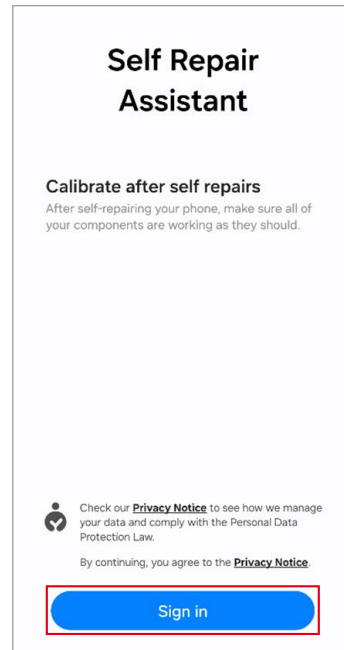 Self Repair
Assistant
Calibrate after self repairs
After self-repairing your phone, make sure all of
your components are working as they should.
Check our Privacy Notice to see how we manage
your data and comply with the Personal Data
Protection Law.
By continuing, you agree to the Privacy Notice.
Sign in